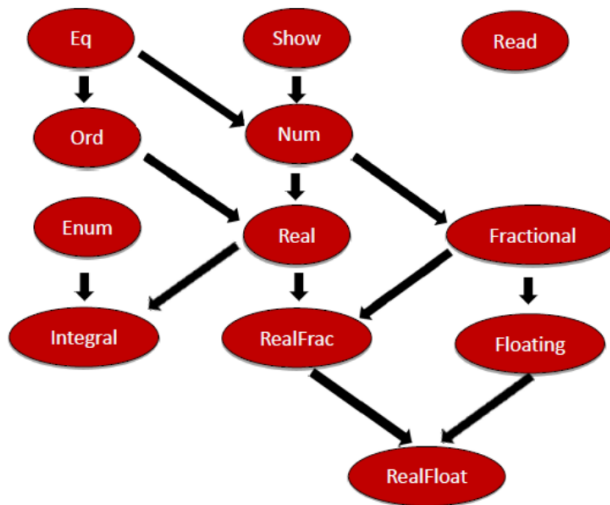 Eq
Show
Read
Ord
Num
Enum
Real
Fractional
Integral
RealFrac
Floating
RealFloat